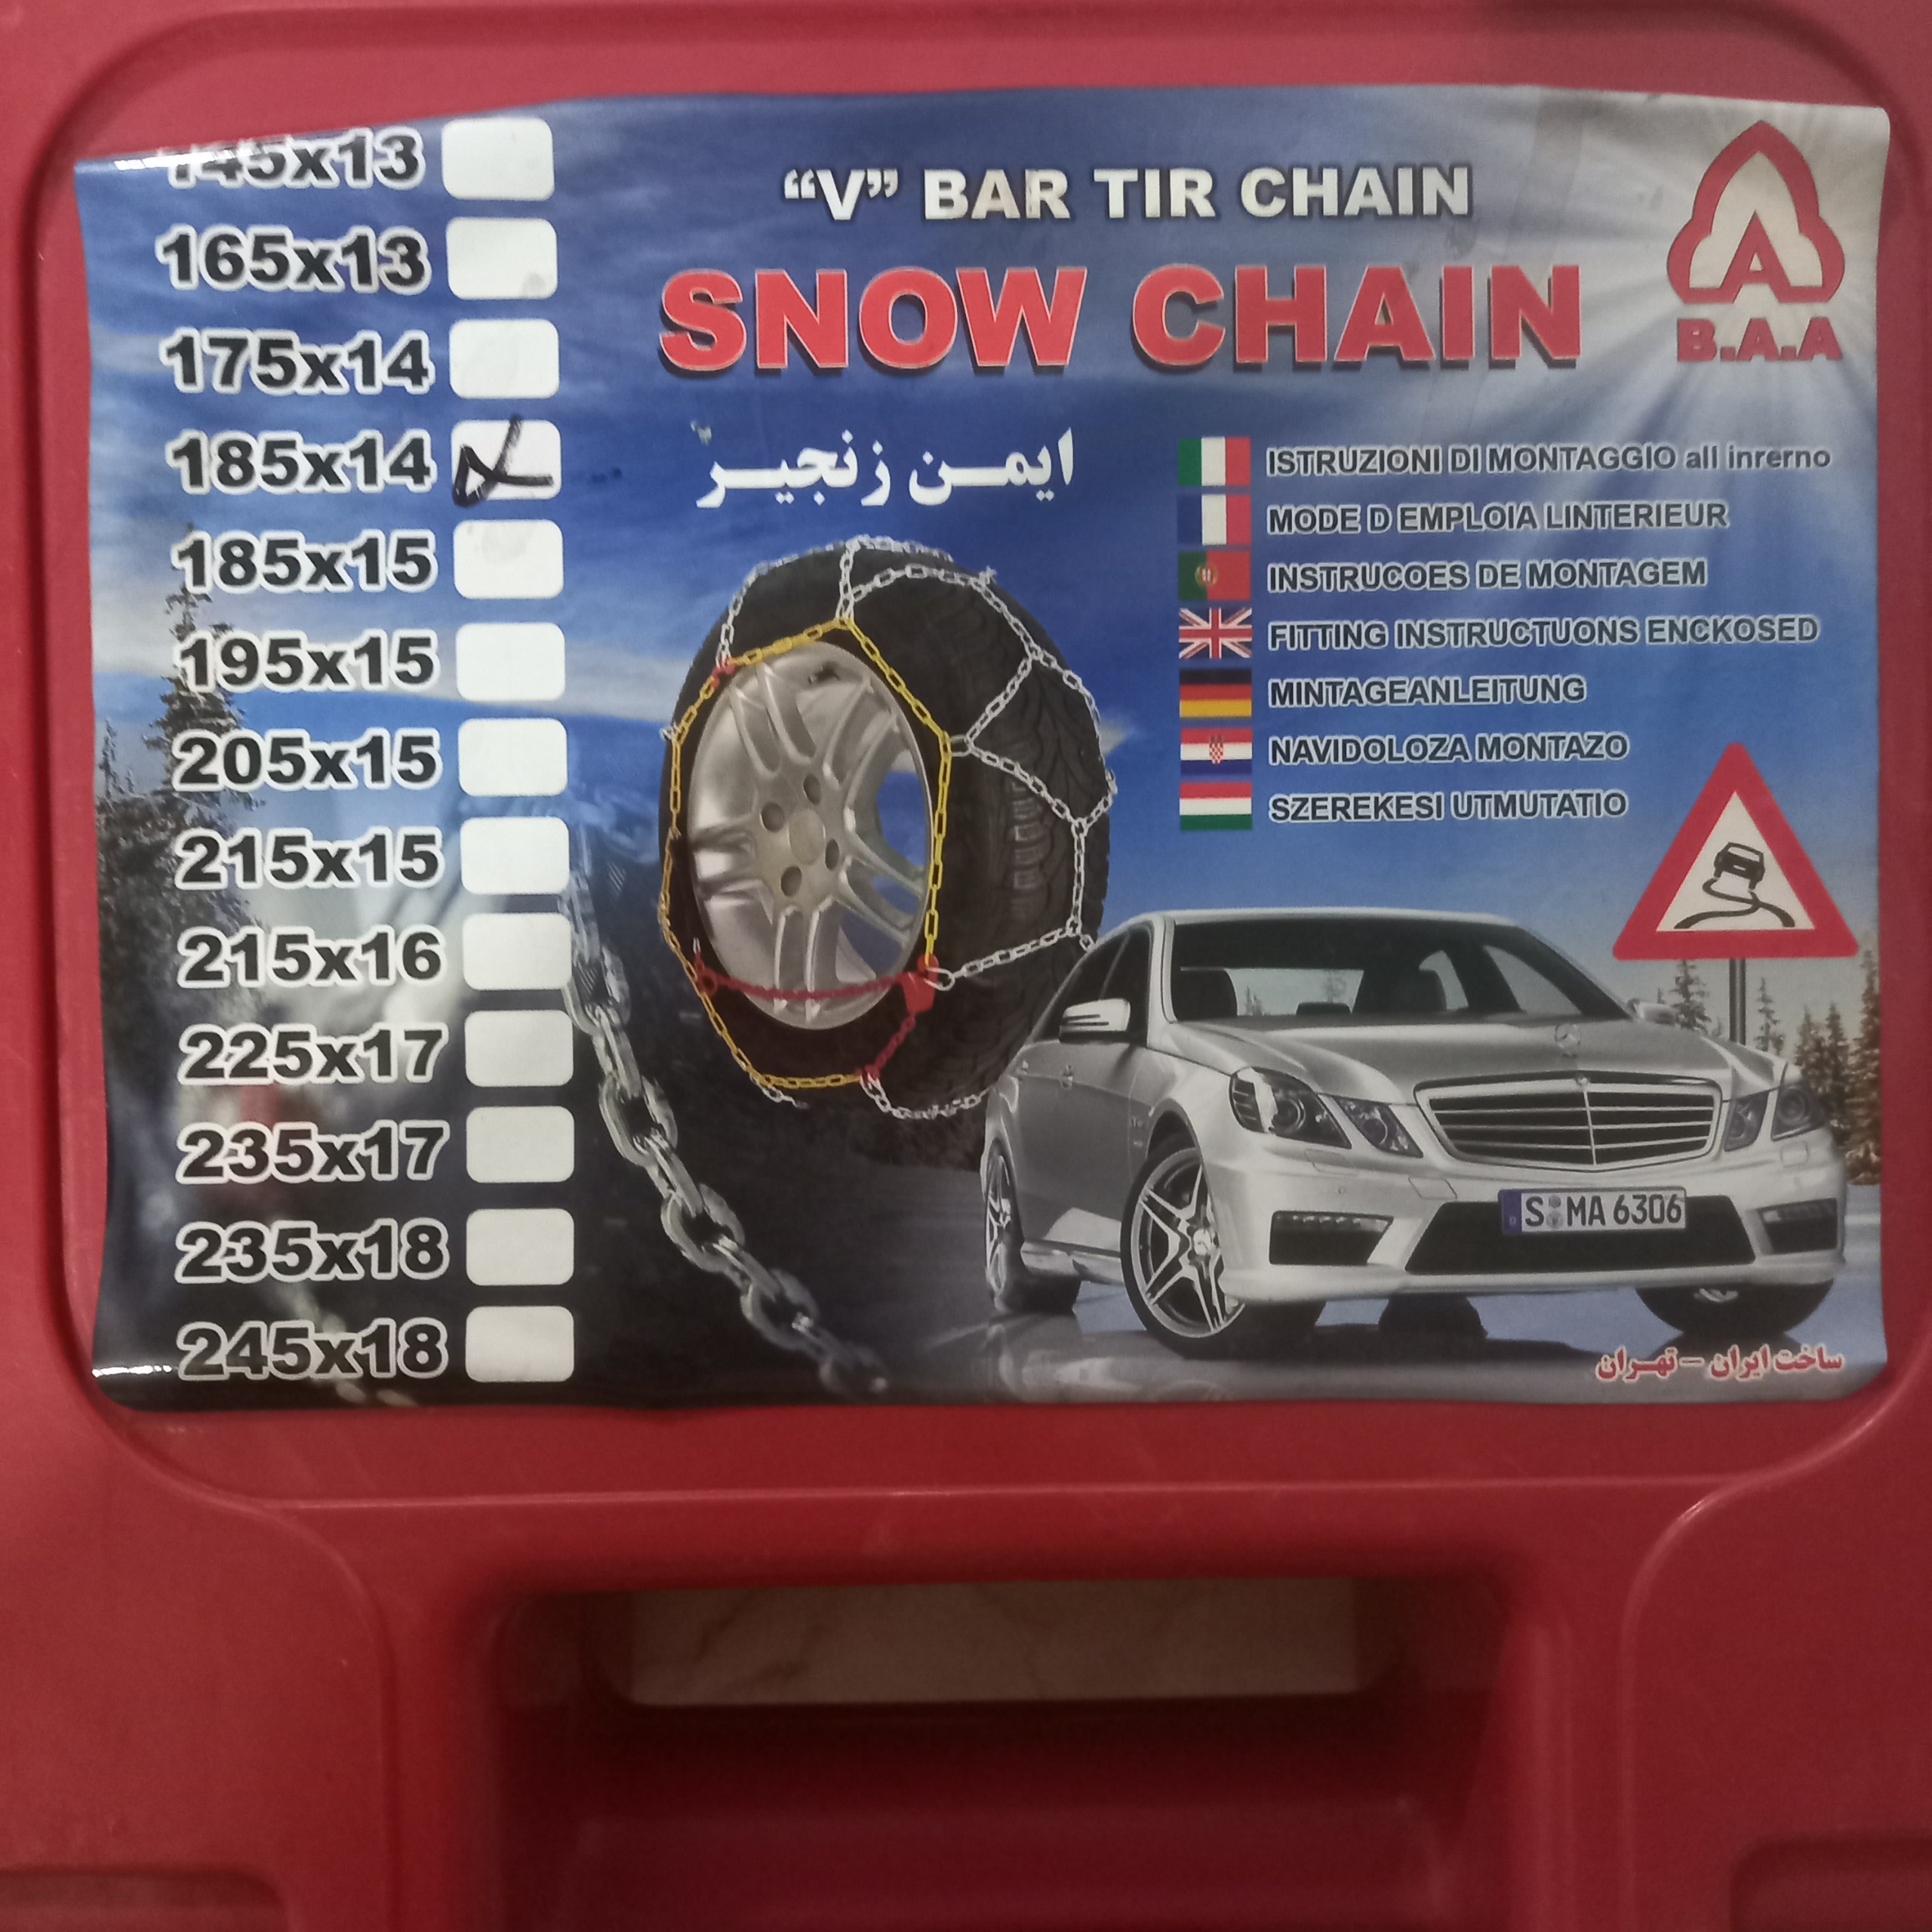 145x13
165x13
175x14
185x14
185x15
195x15
205x15
215x15
215x16
225x17
235x17
235x18
245x18
“V” BAR TIR CHAIN
SNOW CHAIN
A
B.A.A
ایمن زنجیر
ISTRUZIONI DI MONTAGGIO all inrerno
MODE D EMPLOIA LINTERIEUR
INSTRUCOES DE MONTAGEM
FITTING INSTRUCTUONS ENCKOSED
MINTAGEANLEITUNG
NAVIDOLOZA MONTAZO
SZEREKESI UTMUTATIO
S MA 6306
ساخت ایران - تهران